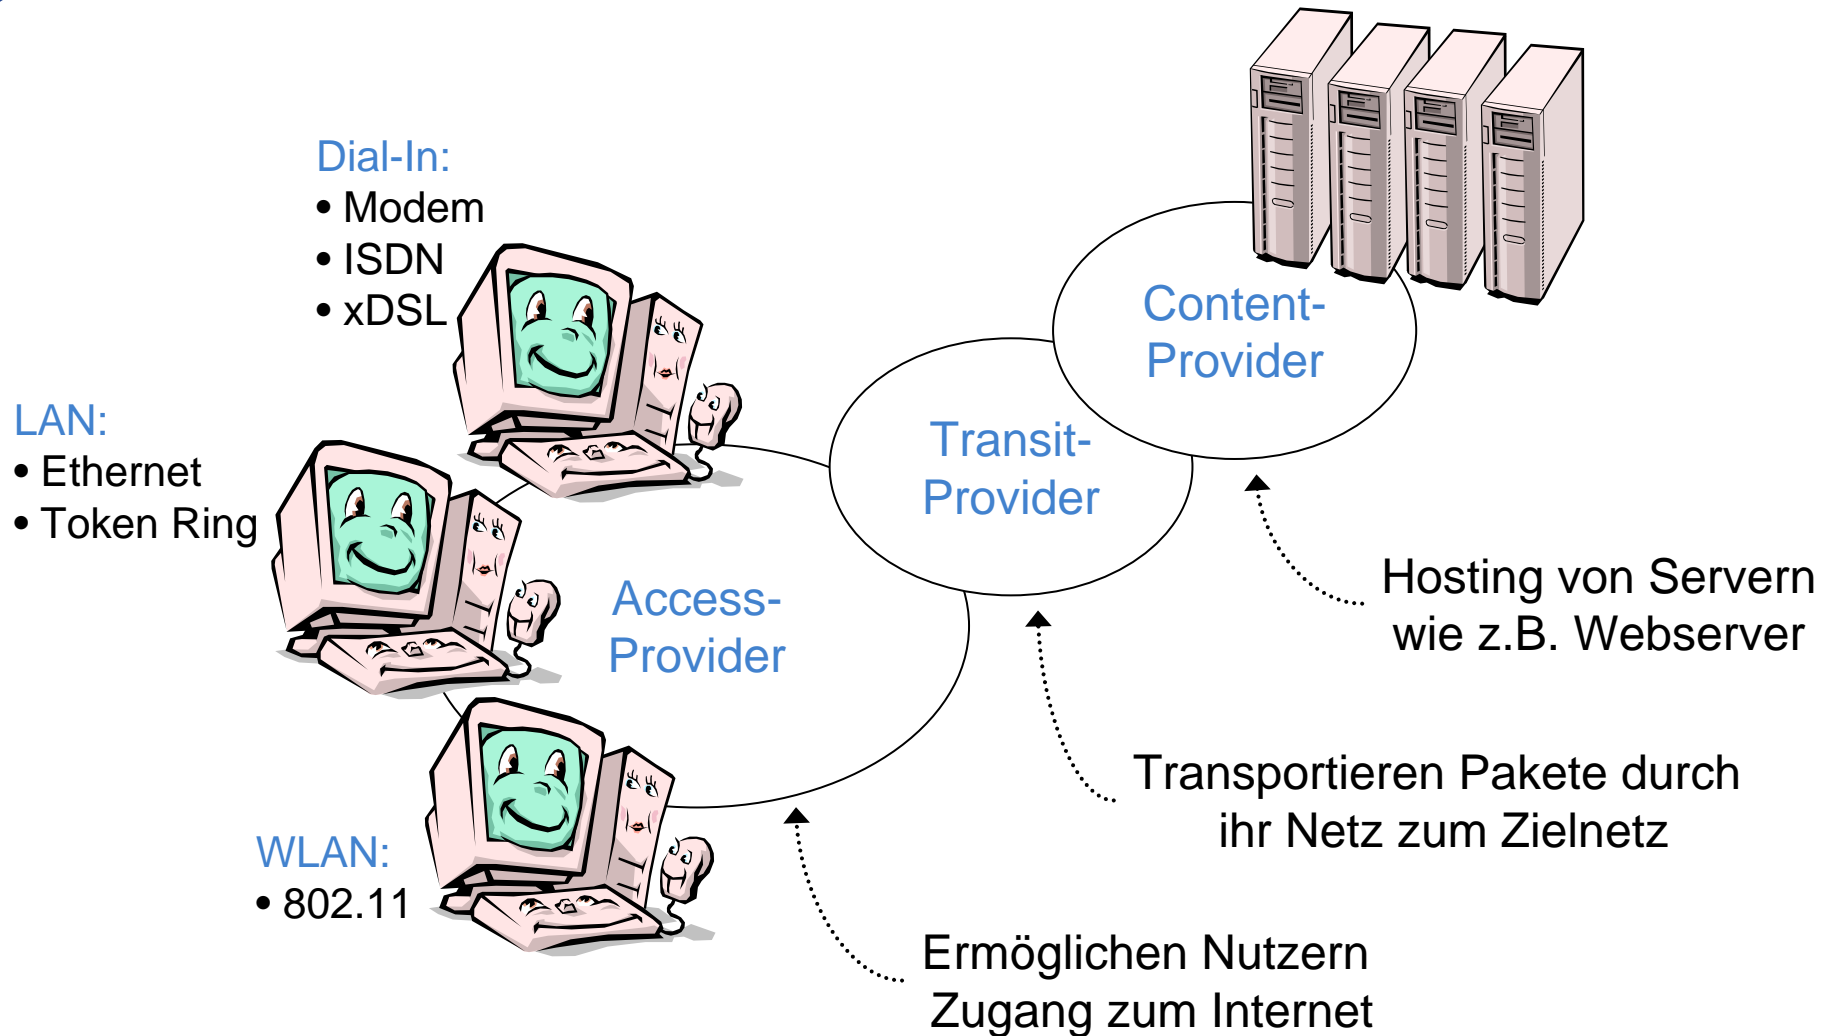 Dial-In:
• Modem
• ISDN
• xDSL
LAN:
• Ethernet
• Token Ring
WLAN:
• 802.11
Access-
Provider
Transit-
Provider
Content-
Provider
Hosting von Servern
wie z.B. Webserver
Transportieren Pakete durch
ihr Netz zum Zielnetz
Ermöglichen Nutzern
Zugang zum Internet